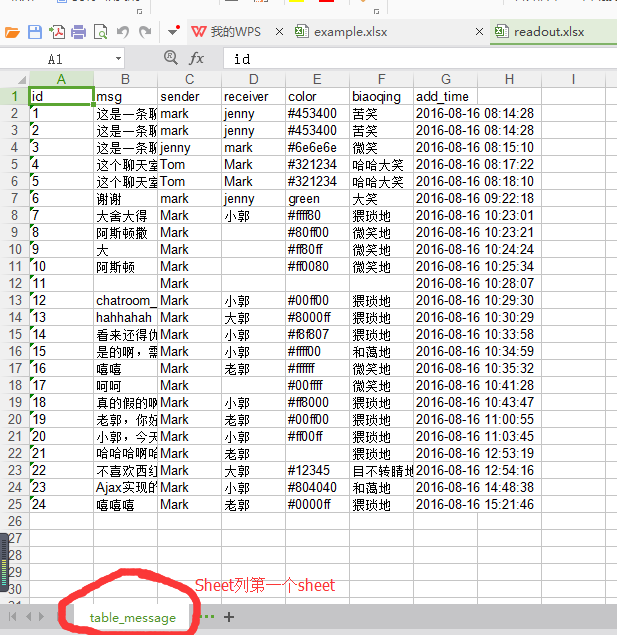 我的WPS example.xlsx readout.xlsx
A1 fx id
A B C D E F G H I
1 id msg sender receiver color biaoqing add_time
2 1 这是一条聊 mark jenny #453400 苦笑 2016-08-16 08:14:28
3 2 这是一条聊 mark jenny #453400 苦笑 2016-08-16 08:14:28
4 3 这是一条聊 jenny mark #6e6e6e 微笑 2016-08-16 08:15:10
5 4 这个聊天室 Tom Mark #321234 哈哈大笑 2016-08-16 08:17:22
6 5 这个聊天室 Tom Mark #321234 哈哈大笑 2016-08-16 08:18:10
7 6 谢谢 mark jenny green 大笑 2016-08-16 09:22:18
8 7 大舍大得 Mark 小郭 #ffff80 猥琐地 2016-08-16 10:23:01
9 8 阿斯顿撒 Mark #80ff00 微笑地 2016-08-16 10:23:21
10 9 大 Mark #ff80ff 微笑地 2016-08-16 10:24:24
11 10 阿斯顿 Mark #ff0080 微笑地 2016-08-16 10:25:34
12 11 Mark 2016-08-16 10:28:07
13 12 chatroom_ Mark 小郭 #00ff00 猥琐地 2016-08-16 10:29:30
14 13 hahhahah Mark 大郭 #8000ff 猥琐地 2016-08-16 10:30:29
15 14 看来还得伪 Mark 小郭 #f8f807 猥琐地 2016-08-16 10:33:58
16 15 是的啊，需 Mark 小郭 #ffff00 和蔼地 2016-08-16 10:34:59
17 16 嘻嘻 Mark 老郭 #ffffff 微笑地 2016-08-16 10:35:32
18 17 呵呵 Mark #00ffff 微笑地 2016-08-16 10:41:28
19 18 真的假的啊 Mark 小郭 #ff8000 猥琐地 2016-08-16 10:43:47
20 19 老郭，你好 Mark 老郭 #00ff00 猥琐地 2016-08-16 11:00:55
21 20 小郭，今天 Mark 小郭 #ff00ff 猥琐地 2016-08-16 11:03:45
22 21 哈哈哈啊哈 Mark 老郭 猥琐地 2016-08-16 12:53:19
23 22 不喜欢西红 Mark 大郭 #12345 目不转睛地 2016-08-16 12:54:16
24 23 Ajax实现的 Mark 小郭 #804040 和蔼地 2016-08-16 14:48:38
25 24 嘻嘻嘻 Mark 老郭 #0000ff 猥琐地 2016-08-16 15:21:46
26
27
28
29
30
Sheet列第一个sheet
table_message